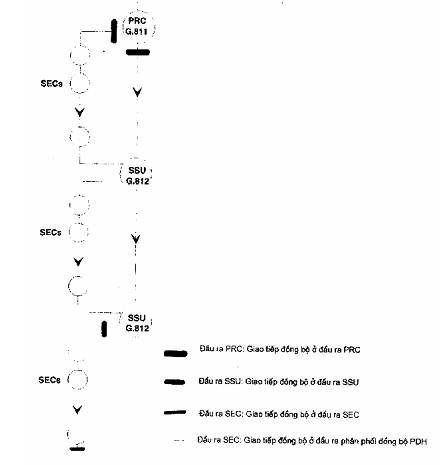 PRC
G.811
SECs
SSU
G.812
SECs
SSU
G.812
Đầu ra PRC: Giao tiếp đồng bộ ở đầu ra PRC
SECs
Đầu ra SSU: Giao tiếp đồng bộ ở đầu ra SSU
Đầu ra SEC: Giao tiếp đồng bộ ở đầu ra SEC
Đầu ra SEC: Giao tiếp đồng bộ ở đầu ra phân phối đồng bộ PDH